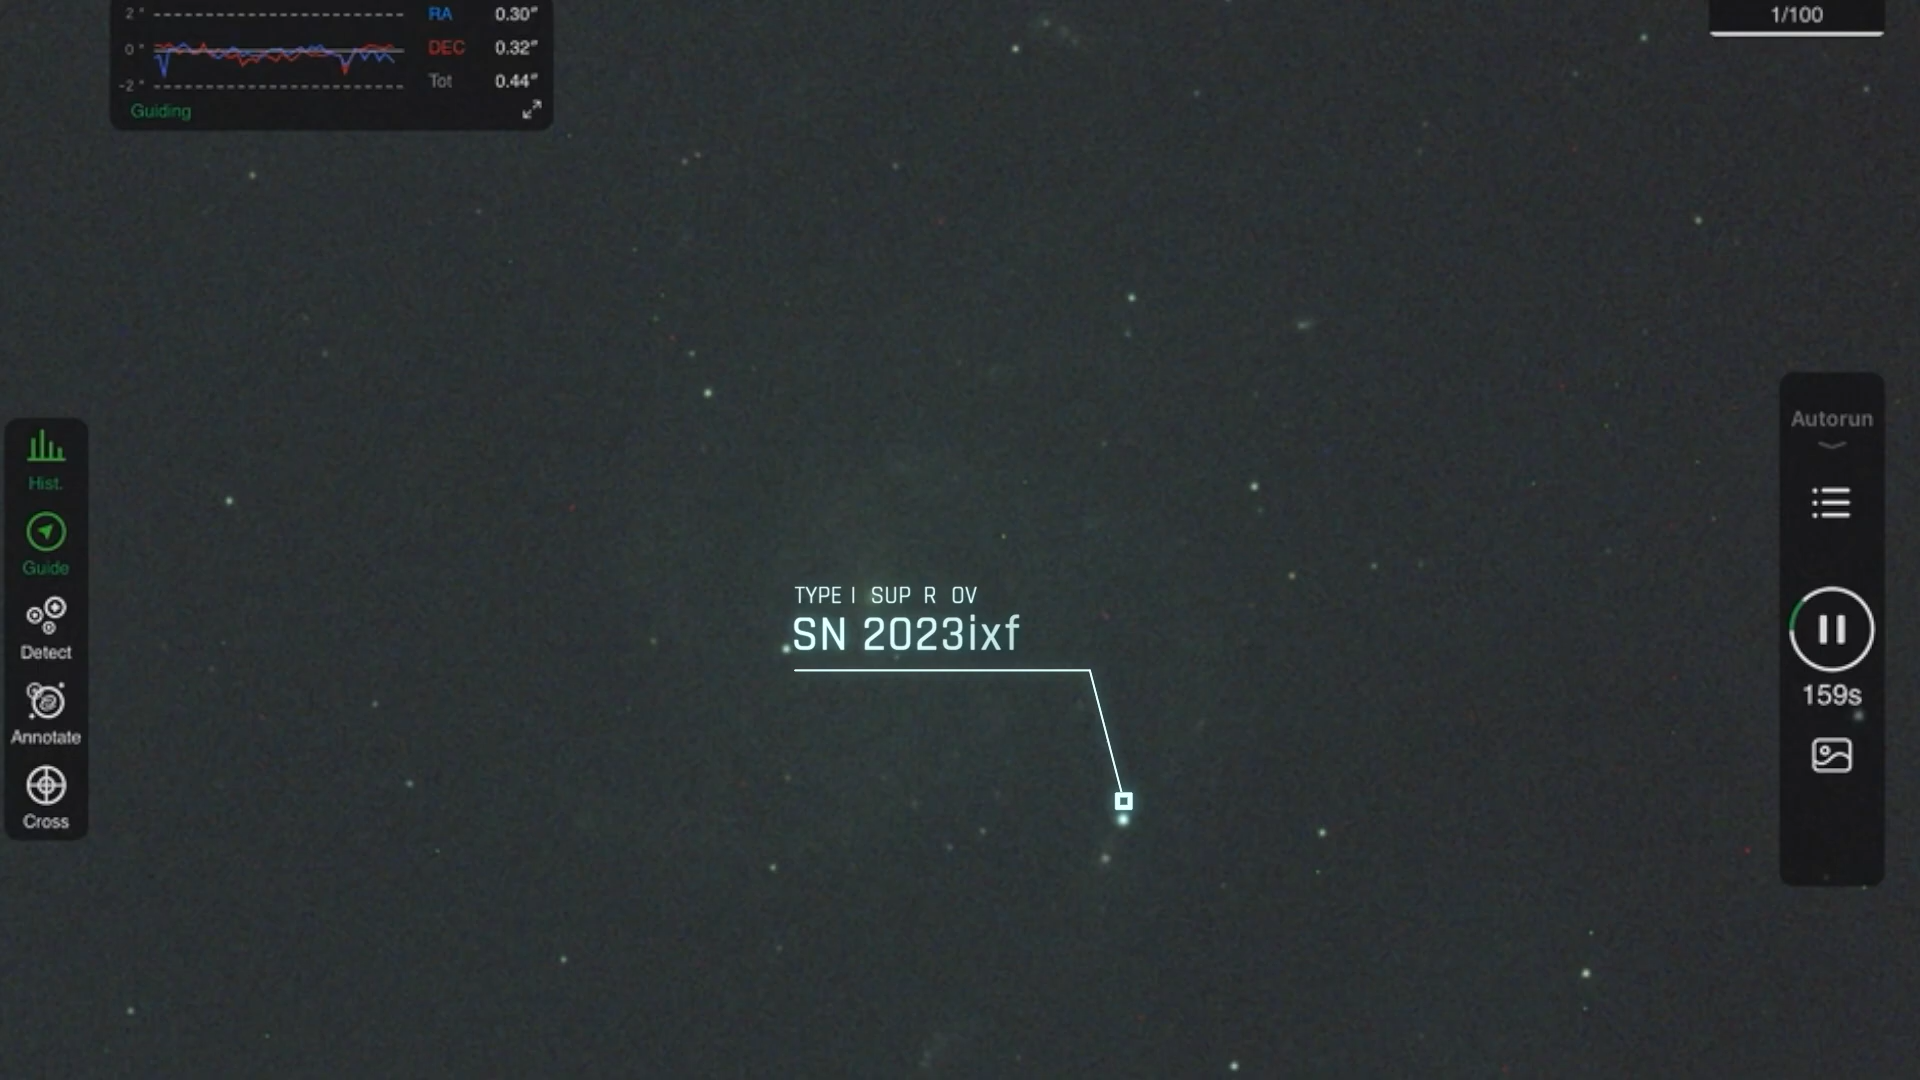 2"
RA 0.30"
0"
DEC 0.32"
-2"
Tot 0.44"
Guiding
1/100
Hist.
Guide
Detect
Annotate
Cross
TYPE I SUP R OV
SN 2023ixf
Autorun
159s